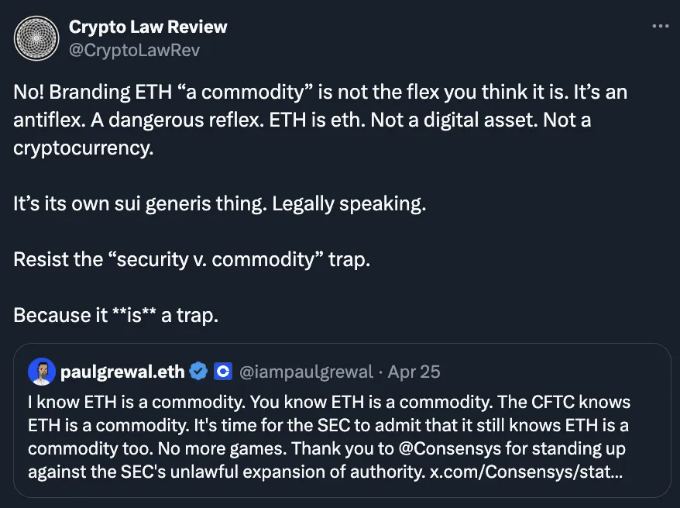 Crypto Law Review
@CryptoLawRev
No! Branding ETH “a commodity” is not the flex you think it is. It’s an
antiflex. A dangerous reflex. ETH is eth. Not a digital asset. Not a
cryptocurrency.
It’s its own sui generis thing. Legally speaking.
Resist the “security v. commodity” trap.
Because it **is** a trap.
paulgrewal.eth @iampaulgrewal · Apr 25
I know ETH is a commodity. You know ETH is a commodity. The CFTC knows
ETH is a commodity. It's time for the SEC to admit that it still knows ETH is a
commodity too. No more games. Thank you to @Consensys for standing up
against the SEC's unlawful expansion of authority. x.com/Consensys/stat...